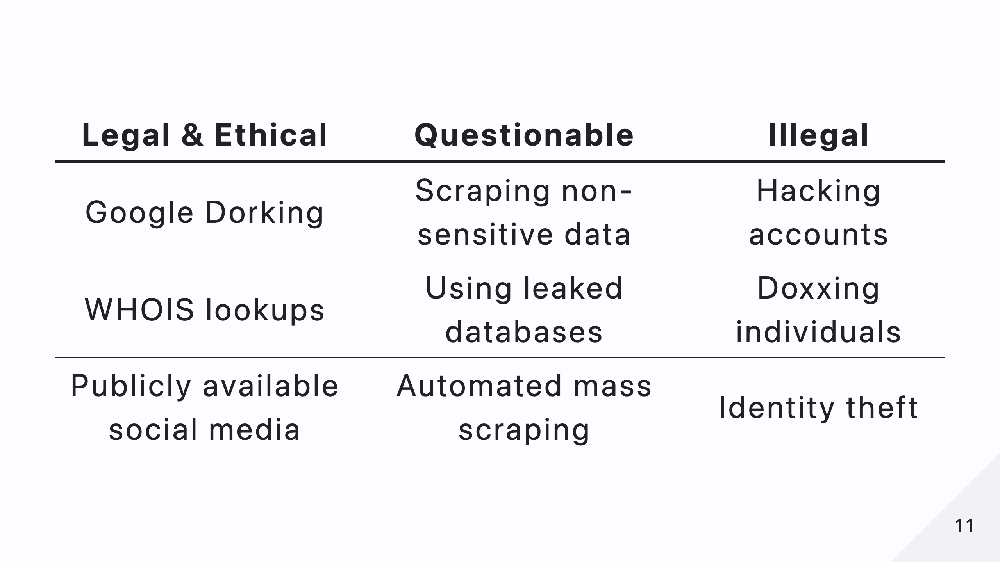 Legal & Ethical Questionable Illegal
Google Dorking
Scraping non-
sensitive data
Hacking
accounts
WHOIS lookups
Using leaked
databases
Doxxing
individuals
Publicly available
social media
Automated mass
scraping
Identity theft
11